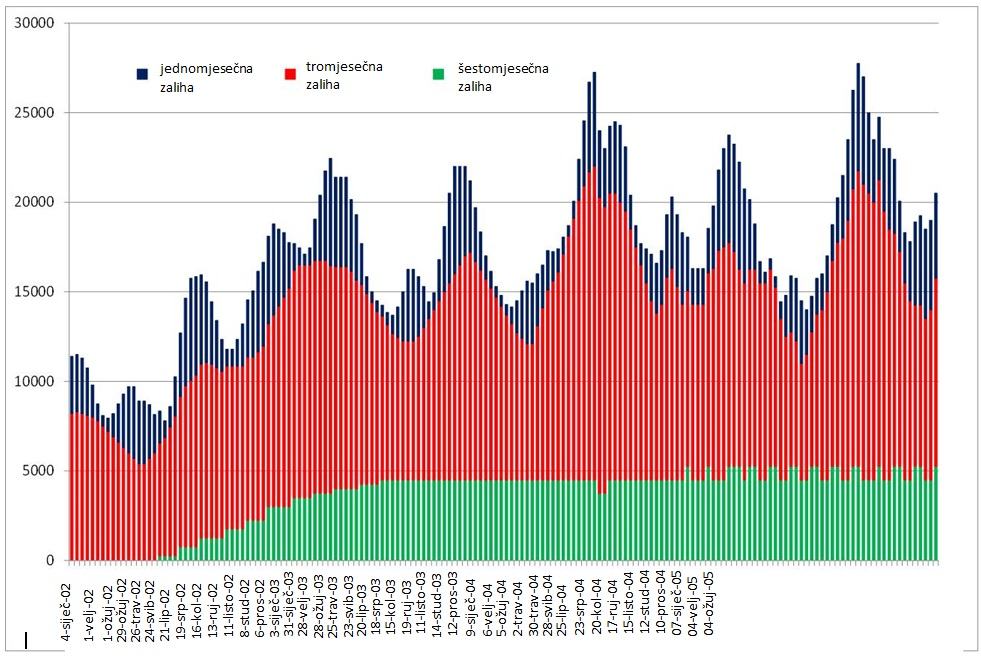 30000
25000
20000
15000
10000
5000
0
jednomjesečna
zaliha
tromjesečna
zaliha
šestomjesečna
zaliha
4-siječ-02
1-velj-02
1-ožuj-02
29-ožuj-02
26-trav-02
24-svib-02
21-lip-02
19-srp-02
16-kol-02
13-ruj-02
11-listo-02
8-stud-02
6-pros-02
3-siječ-03
31-siječ-03
28-velj-03
28-ožuj-03
25-trav-03
23-svib-03
20-lip-03
18-srp-03
15-kol-03
19-ruj-03
11-listo-03
14-stud-03
12-pros-03
9-siječ-04
6-velj-04
5-ožuj-04
2-trav-04
30-trav-04
28-svib-04
25-lip-04
23-srp-04
20-kol-04
17-ruj-04
15-listo-04
12-stud-04
10-pros-04
07-siječ-05
04-velj-05
04-ožuj-05